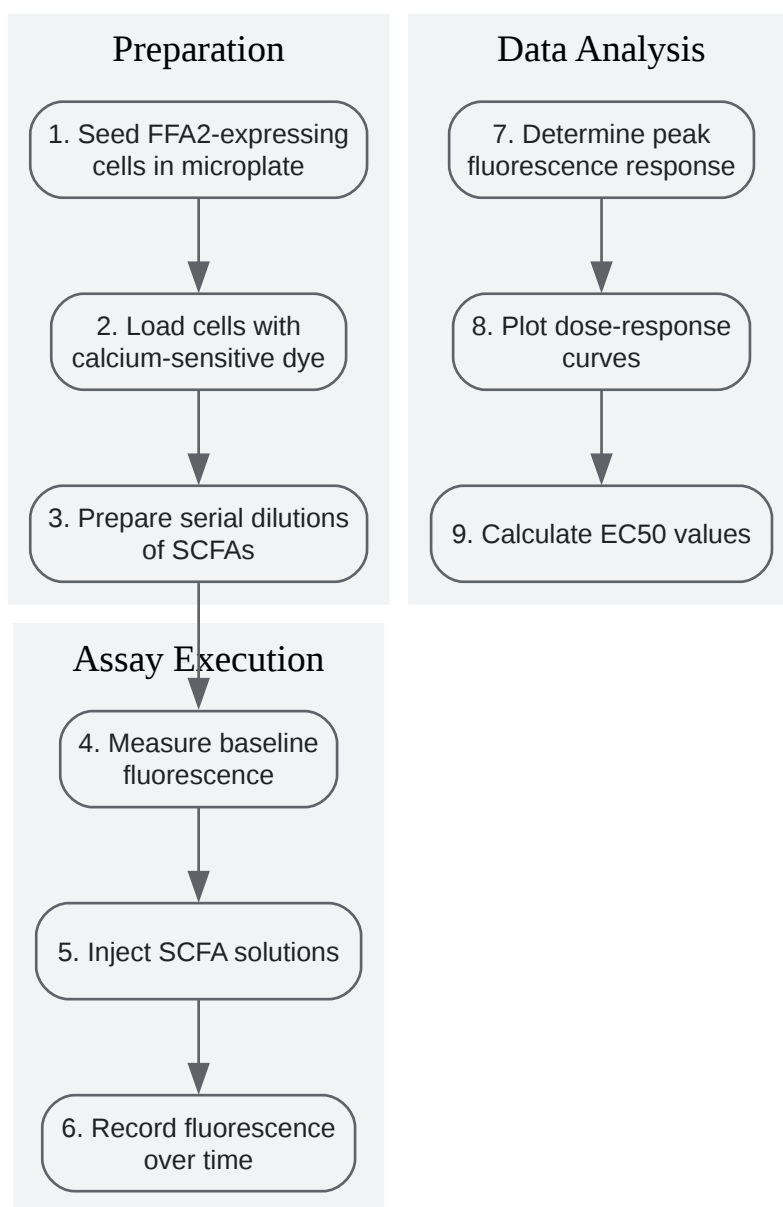 Preparation
1. Seed FFA2-expressing
cells in microplate
2. Load cells with
calcium-sensitive dye
3. Prepare serial dilutions
of SCFAs
Assay Execution
4. Measure baseline
fluorescence
5. Inject SCFA solutions
6. Record fluorescence
over time
Data Analysis
7. Determine peak
fluorescence response
8. Plot dose-response
curves
9. Calculate EC50 values